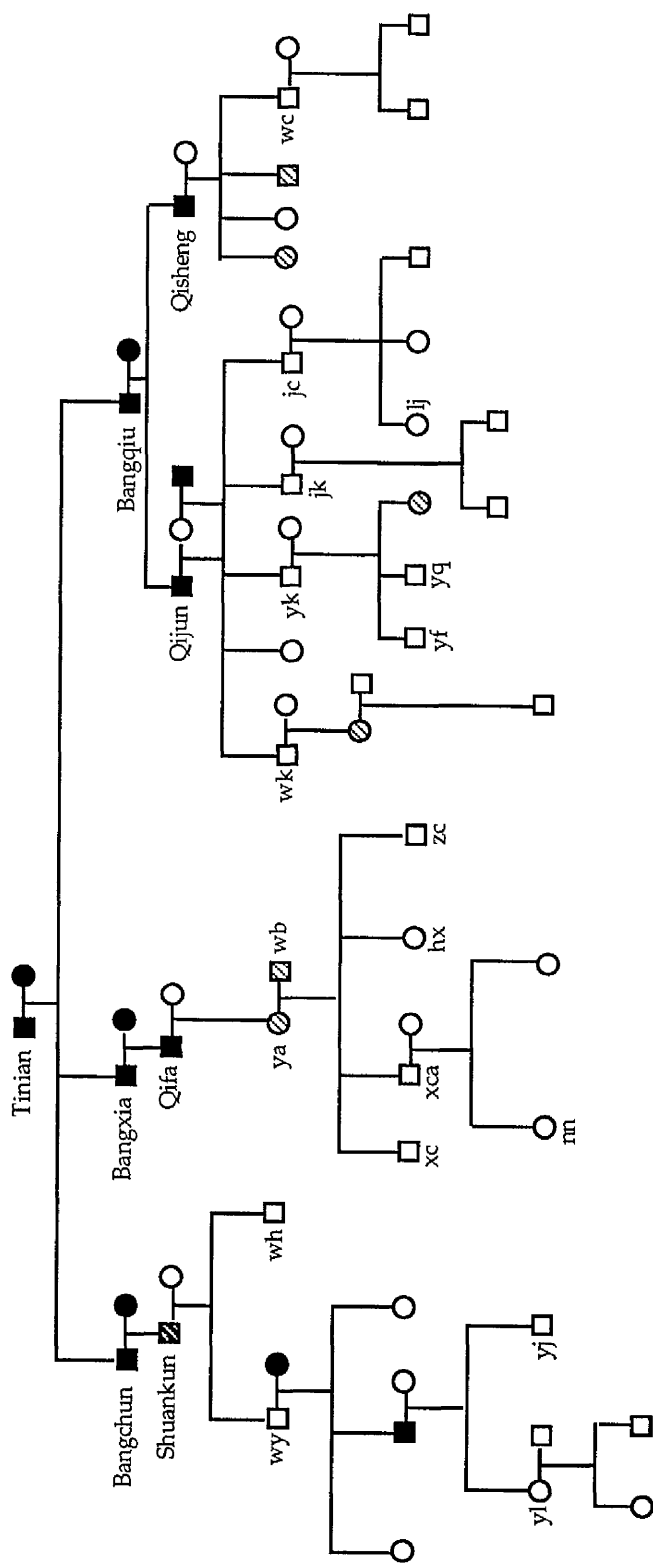 Tinian
Bangchun
Bangxia
Bangqiu
Shuankun
Qifa
Qijun
Qisheng
wy
wh
ya
wb
wk
yk
jk
jc
wc
xc
xca
hx
zc
yf
yq
lj
yl
yj
nn